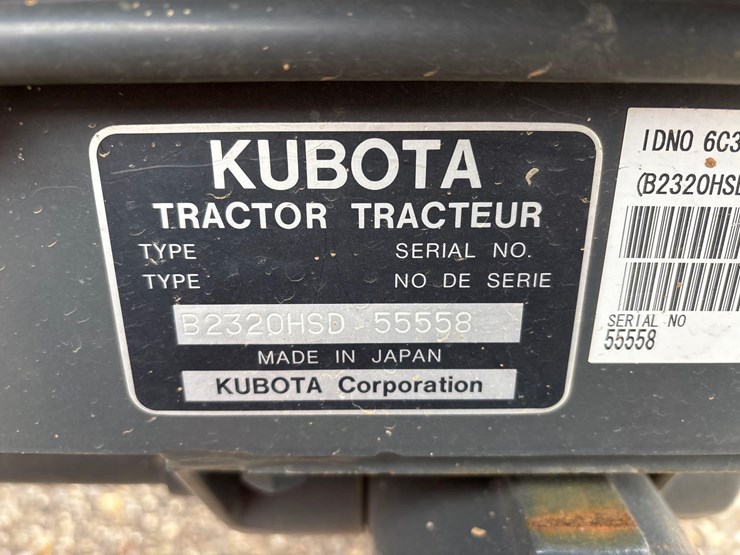 KUBOTA
TRACTOR TRACTEUR
TYPE SERIAL NO.
TYPE NO DE SERIE
B2320HSD 55558
MADE IN JAPAN
KUBOTA Corporation
IDNO 6C3
(B2320HS
SERIAL NO
55558